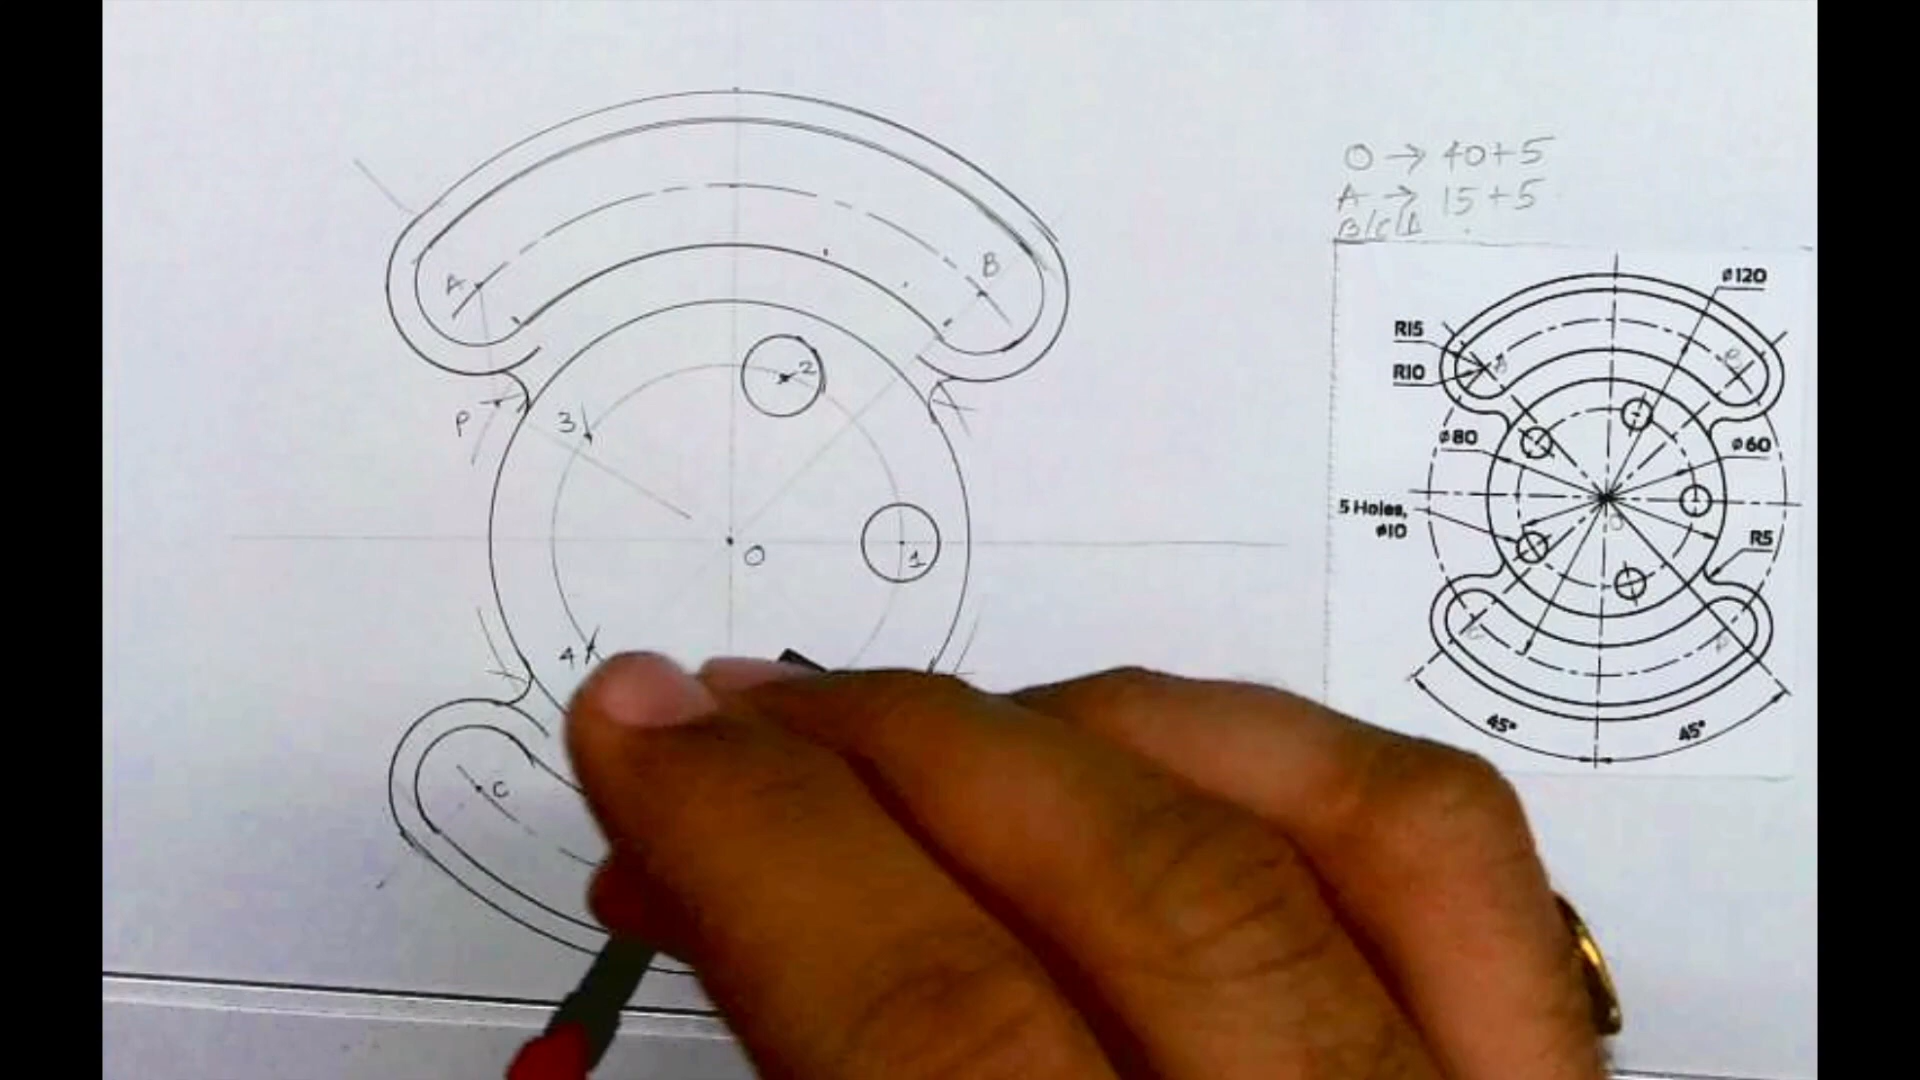 O → 40+5
A → 15+5
B/C/D
A
B
2
3
P
1
O
4
C
ø120
R15
R10
ø80
ø60
5 Holes,
ø10
R5
45°
45°